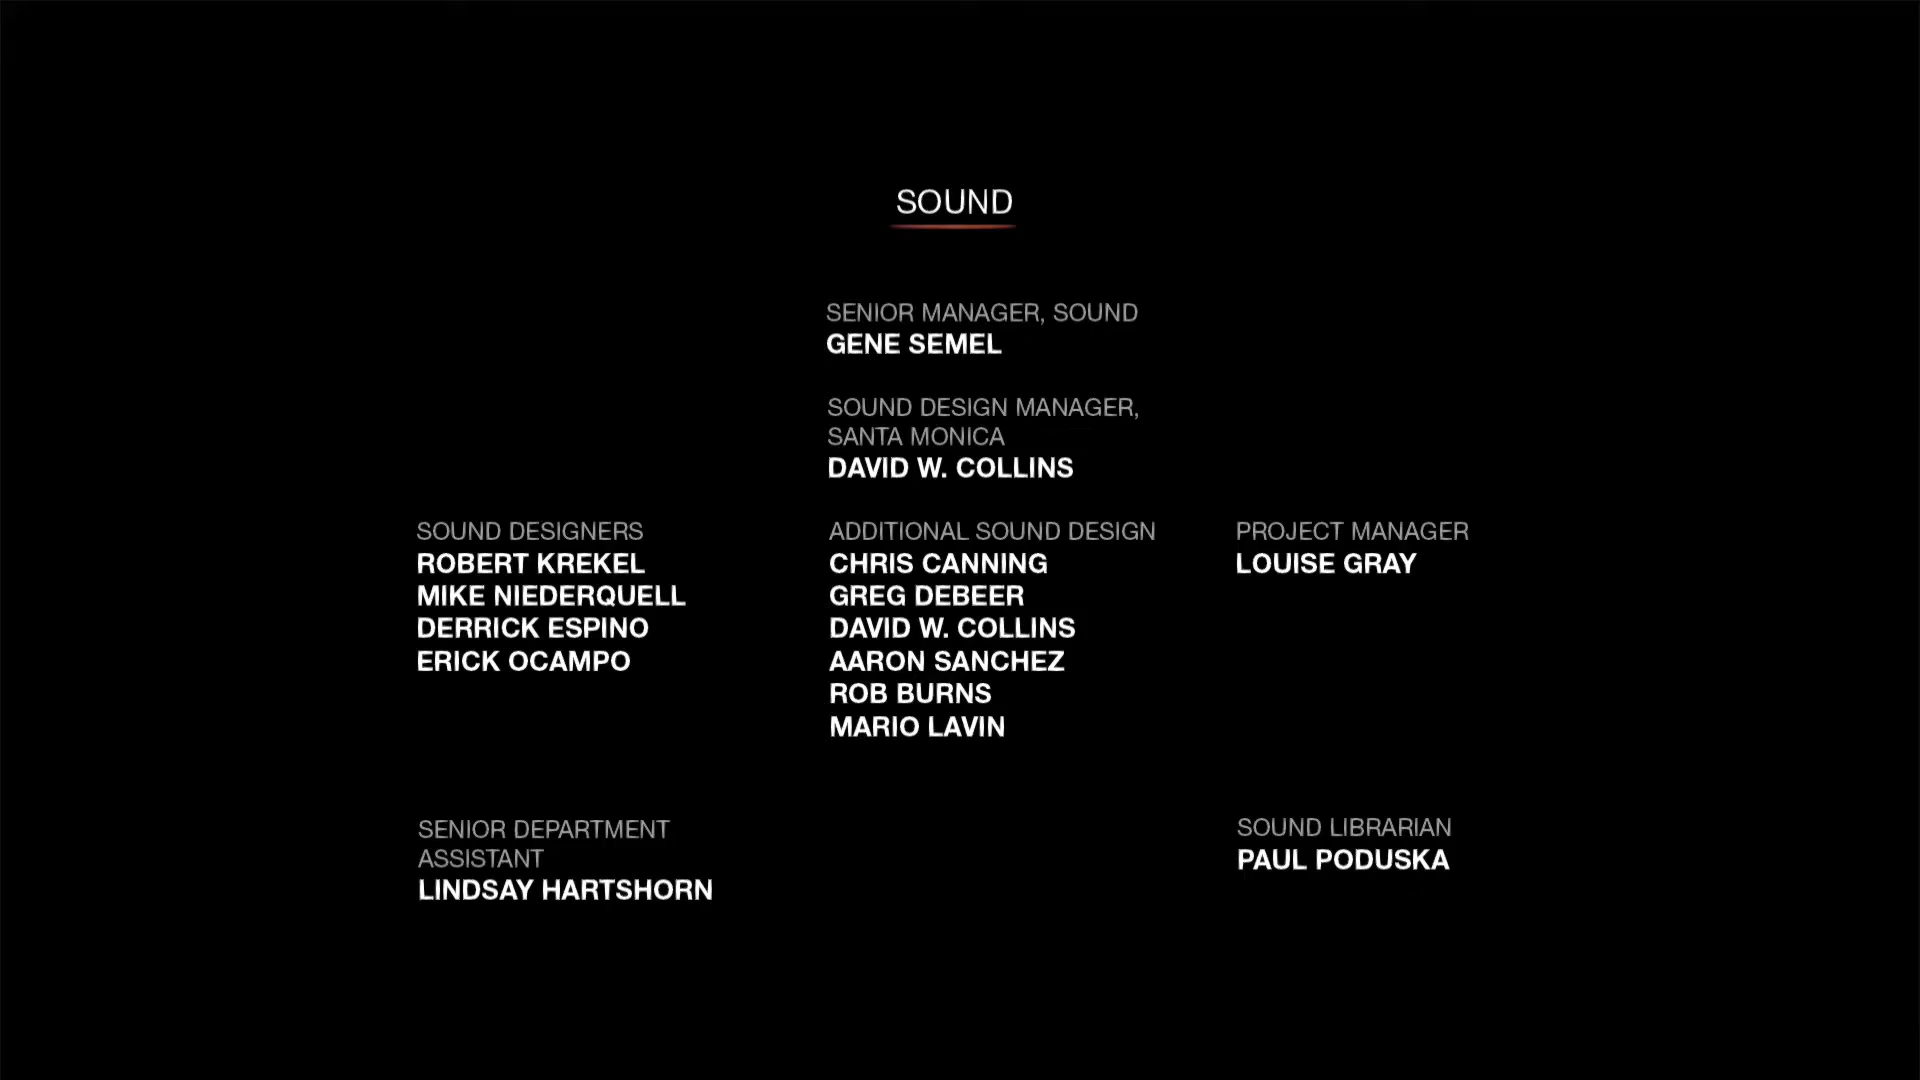 SOUND
SENIOR MANAGER, SOUND
GENE SEMEL
SOUND DESIGN MANAGER,
SANTA MONICA
DAVID W. COLLINS
SOUND DESIGNERS
ROBERT KREKEL
MIKE NIEDERQUELL
DERRICK ESPINO
ERICK OCAMPO
ADDITIONAL SOUND DESIGN
CHRIS CANNING
GREG DEBEER
DAVID W. COLLINS
AARON SANCHEZ
ROB BURNS
MARIO LAVIN
PROJECT MANAGER
LOUISE GRAY
SENIOR DEPARTMENT
ASSISTANT
LINDSAY HARTSHORN
SOUND LIBRARIAN
PAUL PODUSKA